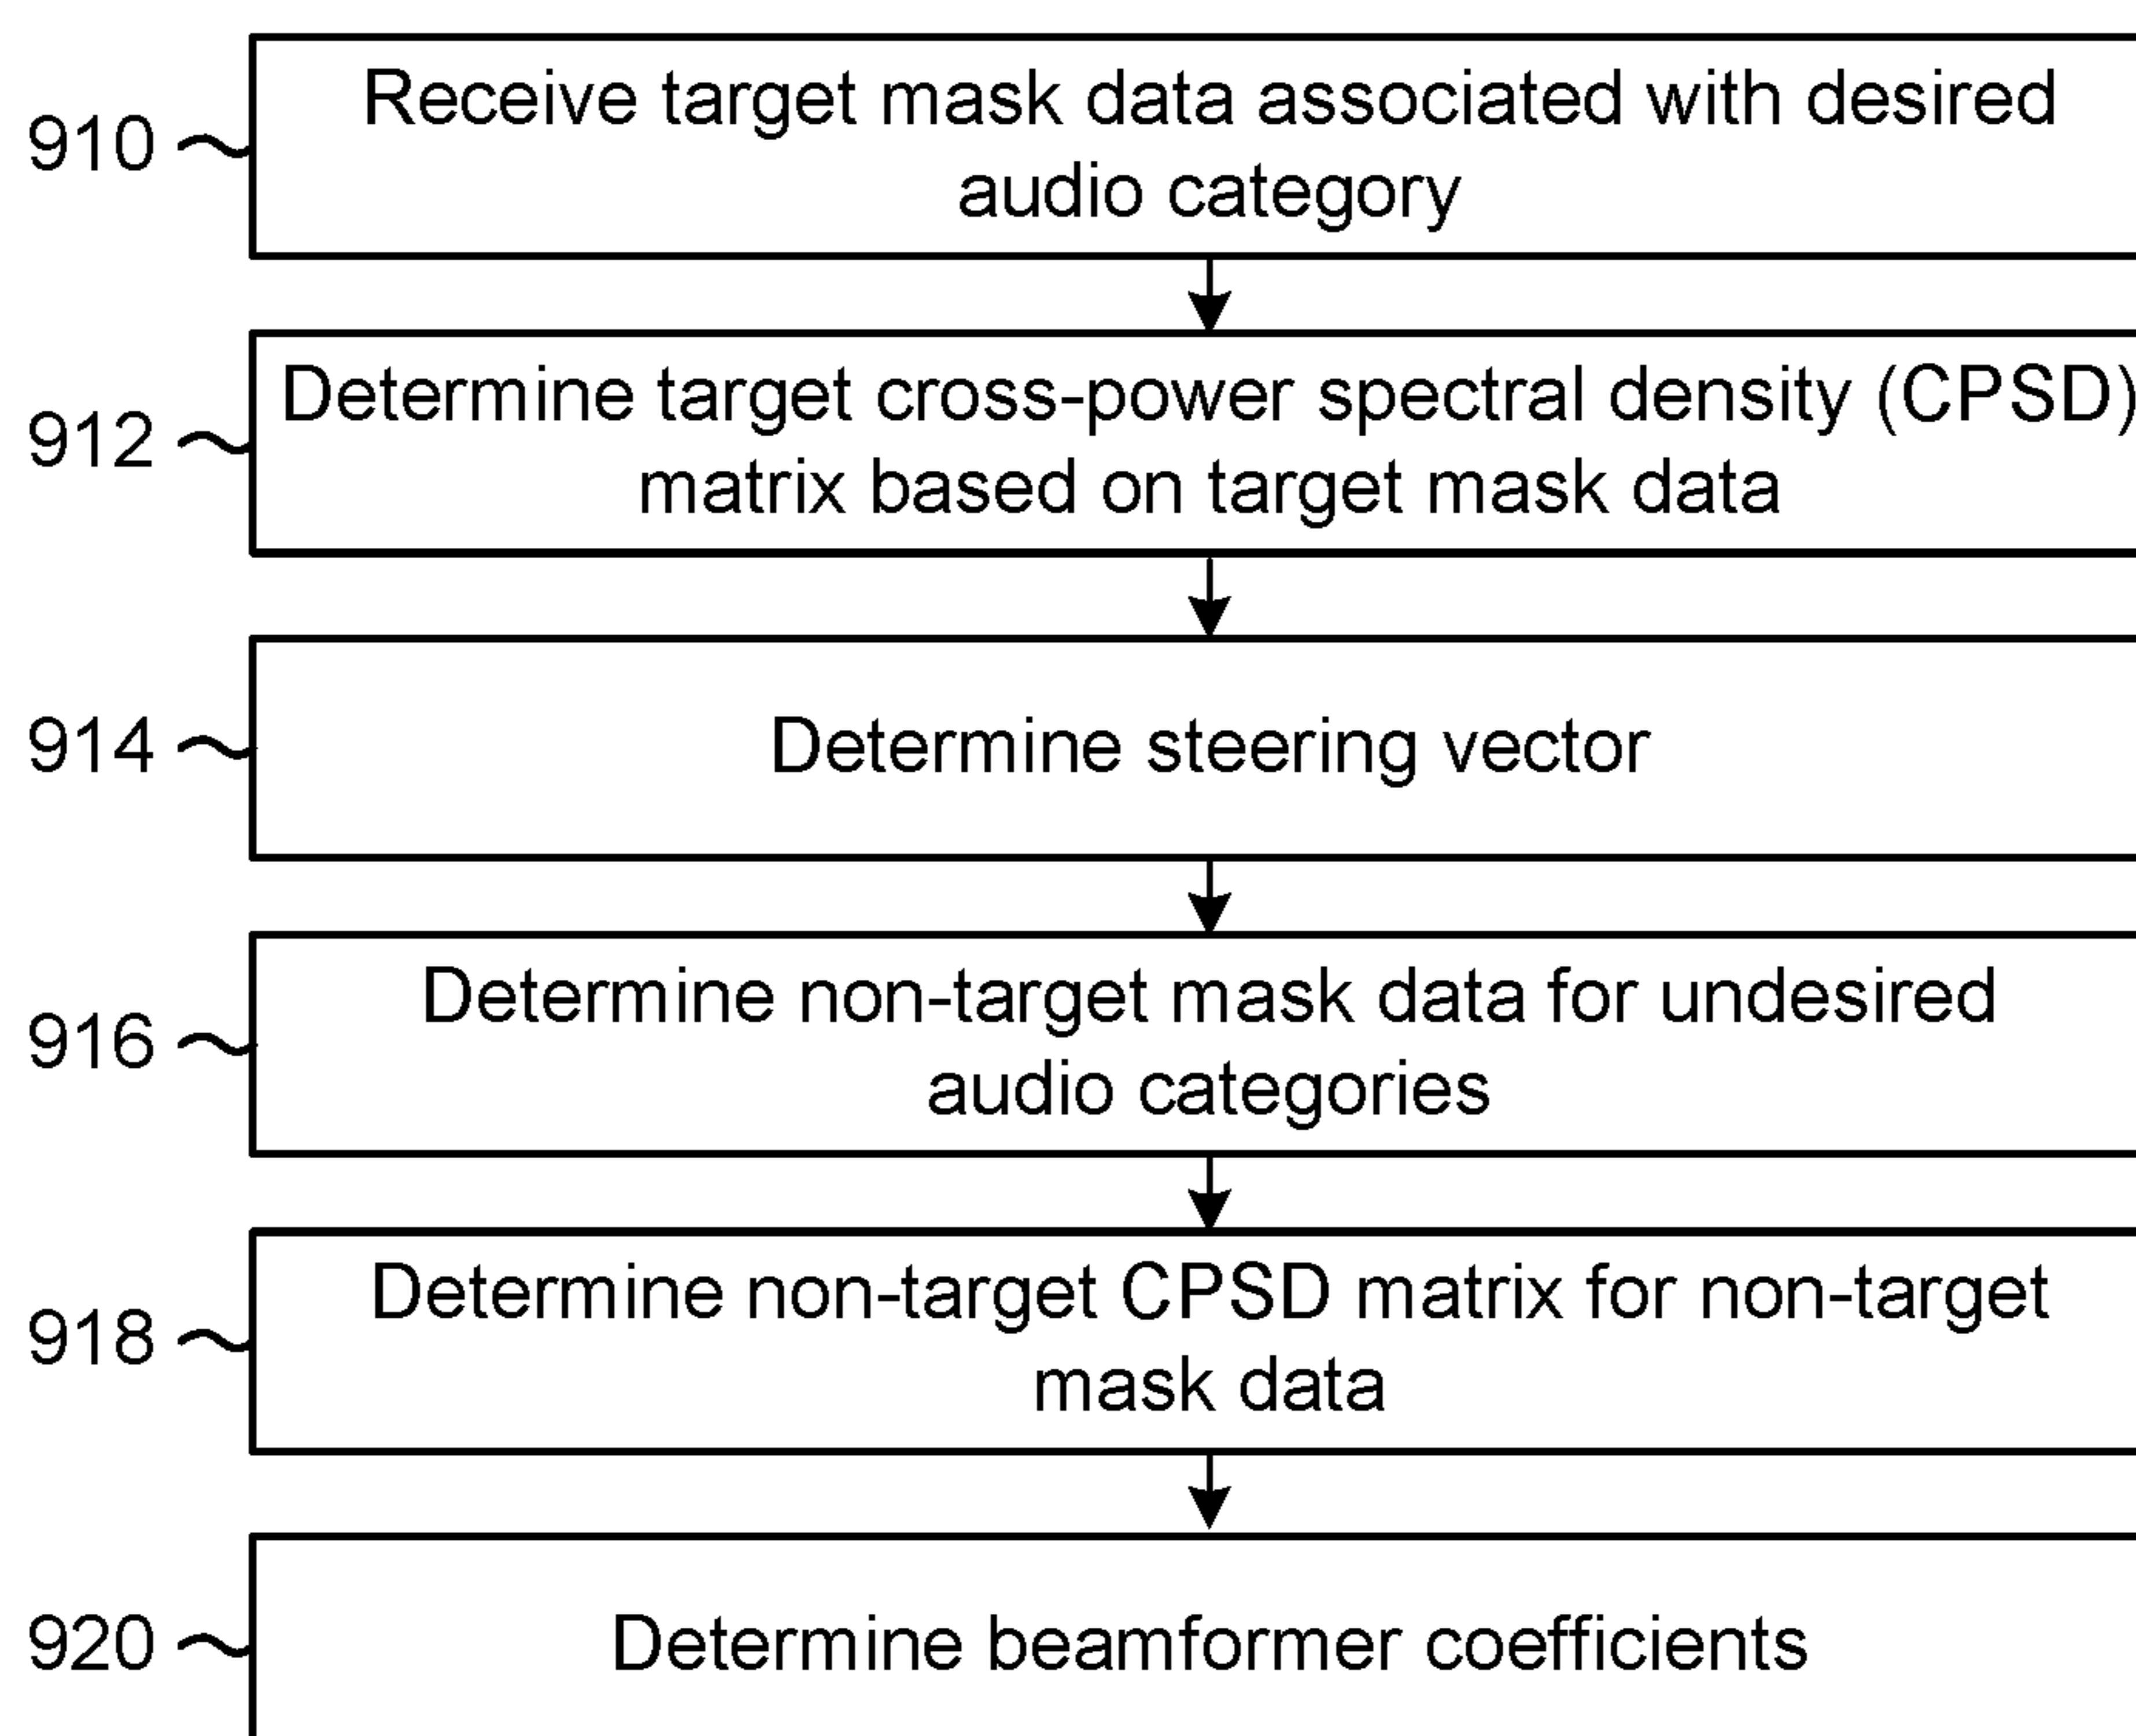 910
Receive target mask data associated with desired
audio category
912
Determine target cross-power spectral density (CPSD)
matrix based on target mask data
914
Determine steering vector
916
Determine non-target mask data for undesired
audio categories
918
Determine non-target CPSD matrix for non-target
mask data
920
Determine beamformer coefficients